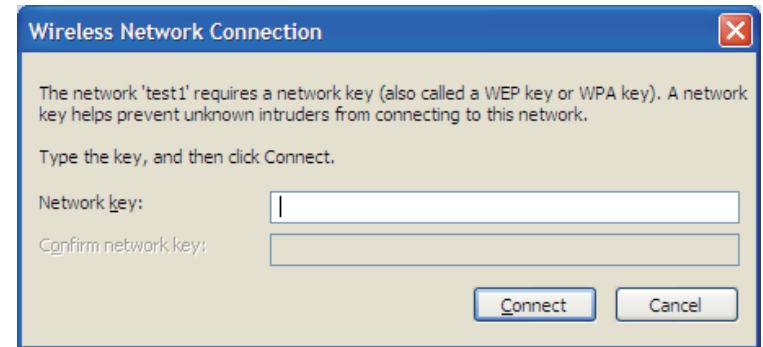 Wireless Network Connection
The network 'test1' requires a network key (also called a WEP key or WPA key). A network
key helps prevent unknown intruders from connecting to this network.
Type the key, and then click Connect.
Network key:
Confirm network key:
Connect Cancel